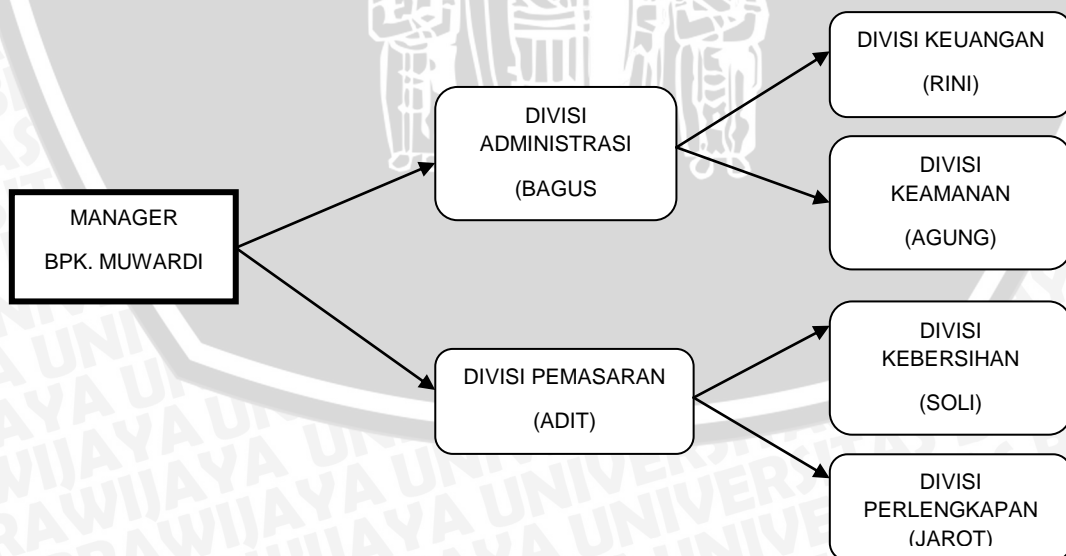 MANAGER
BPK. MUWARDI
DIVISI
ADMINISTRASI
(BAGUS
DIVISI PEMASARAN
(ADIT)
DIVISI KEUANGAN
(RINI)
DIVISI
KEAMANAN
(AGUNG)
DIVISI
KEBERSIHAN
(SOLI)
DIVISI
PERLENGKAPAN
(JAROT)